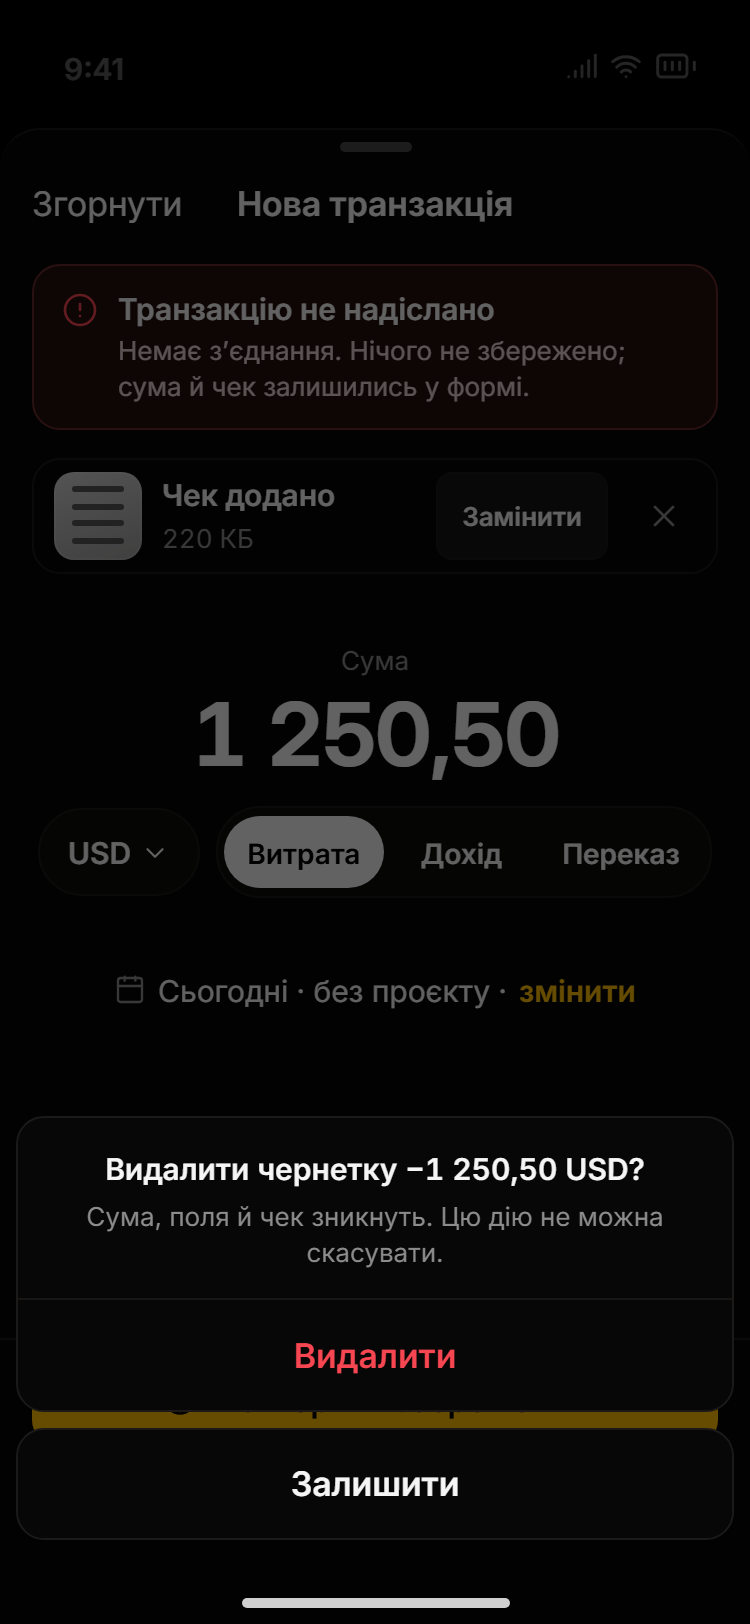 9:41
Згорнути Нова транзакція
Транзакцію не надіслано
Немає зʼєднання. Нічого не збережено;
сума й чек залишились у формі.
Чек додано
220 КБ
Замінити
Сума
1 250,50
USD Витрата Дохід Переказ
Сьогодні · без проєкту · змінити
Видалити чернетку −1 250,50 USD?
Сума, поля й чек зникнуть. Цю дію не можна
скасувати.
Видалити
Залишити